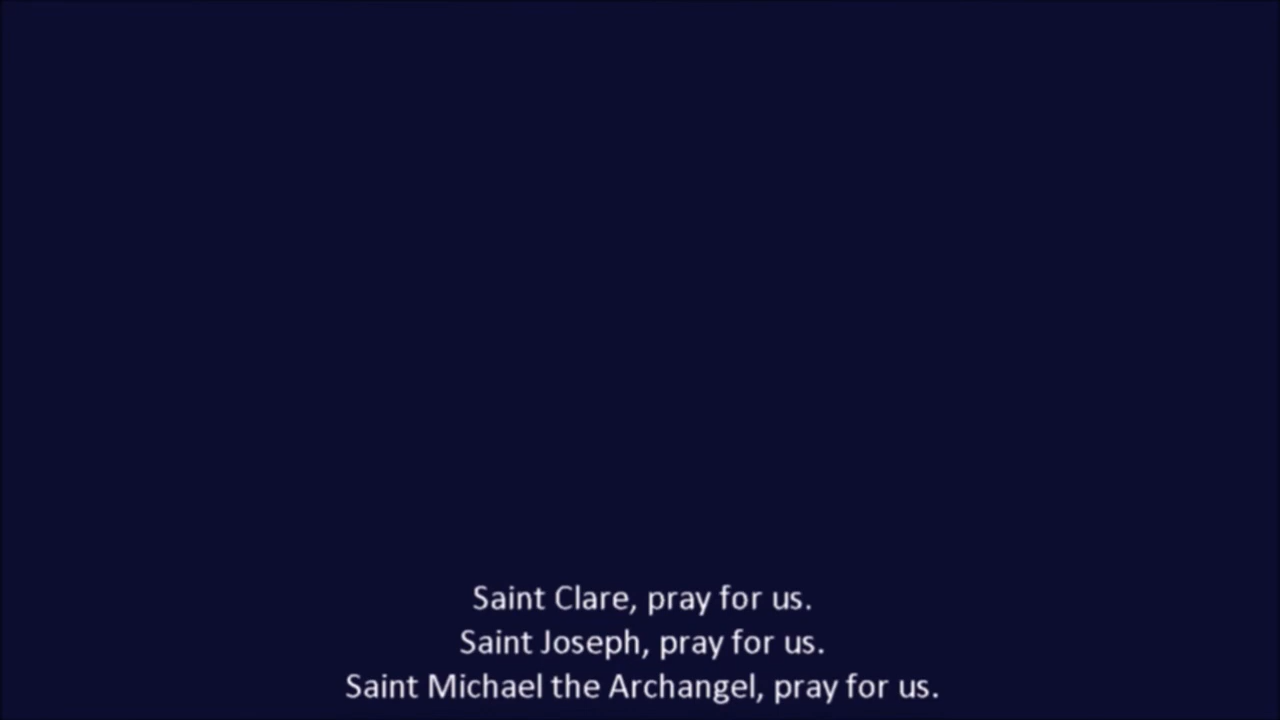 Saint Clare, pray for us.
Saint Joseph, pray for us.
Saint Michael the Archangel, pray for us.